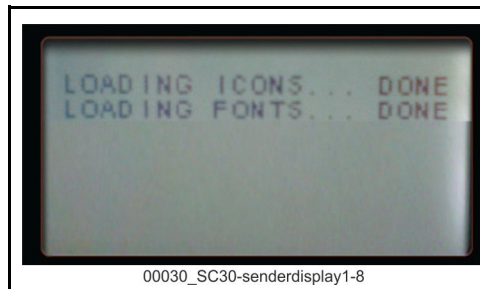 LOADING ICONS... DONE
LOADING FONTS... DONE
00030_SC30-senderdisplay1-8